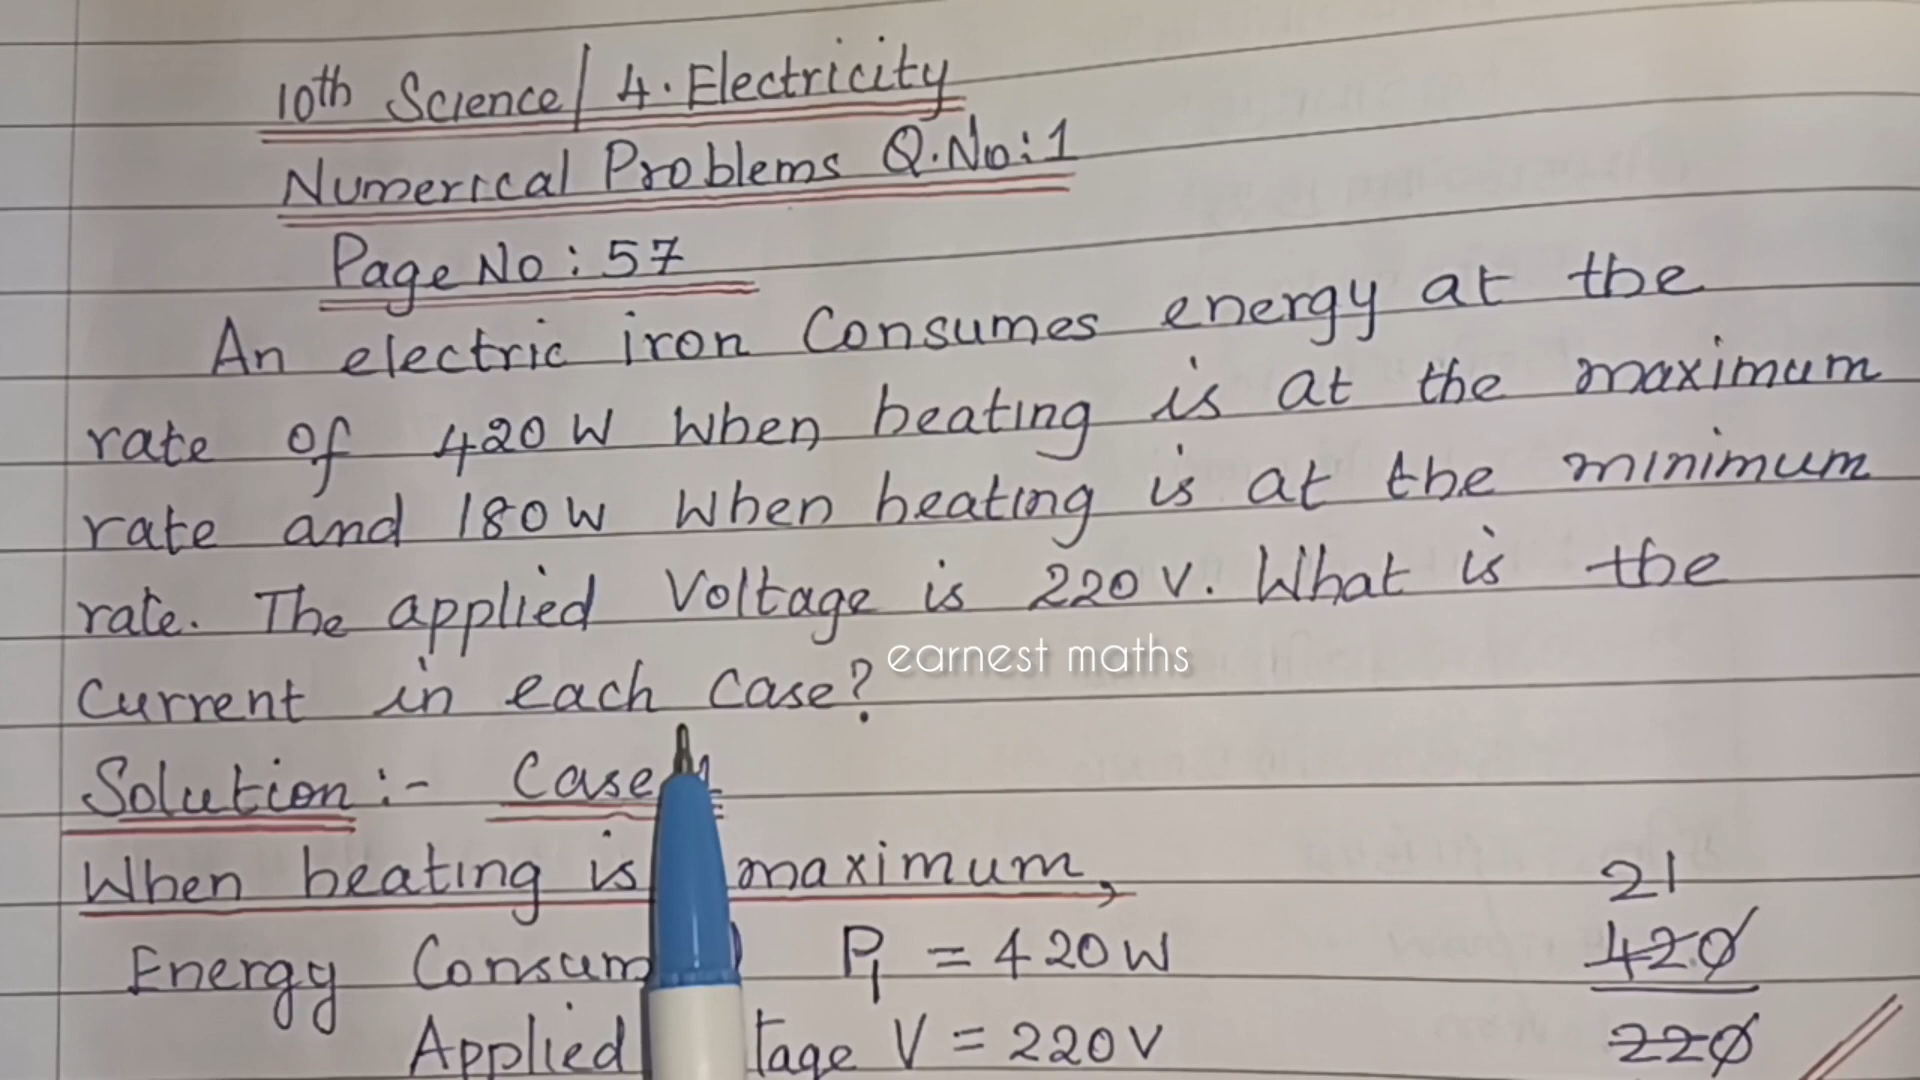 10th Science/ 4. Electricity
Numerical Problems Q.No: 1
Page No: 57
An electric iron Consumes energy at the
rate of 420 W when heating is at the maximum
rate and 180 W when heating is at the minimum
rate. The applied Voltage is 220 V. What is the
Current in each case?
earnest maths
Solution:- Case 1
When heating is maximum,
21
Energy P1 = 420 W
420
Applied V = 220 V
220